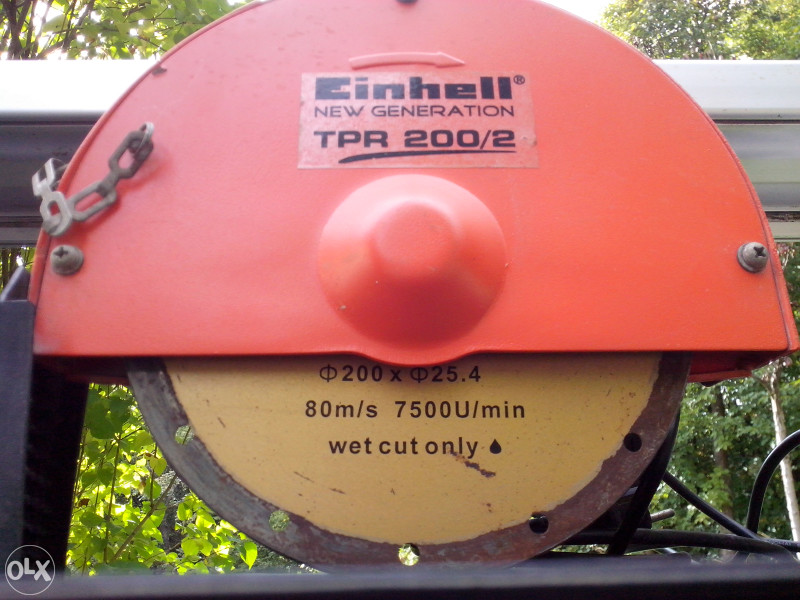 Einhell®
NEW GENERATION
TPR 200/2
Φ200 x Φ25.4
80m/s 7500U/min
wet cut only
OLX